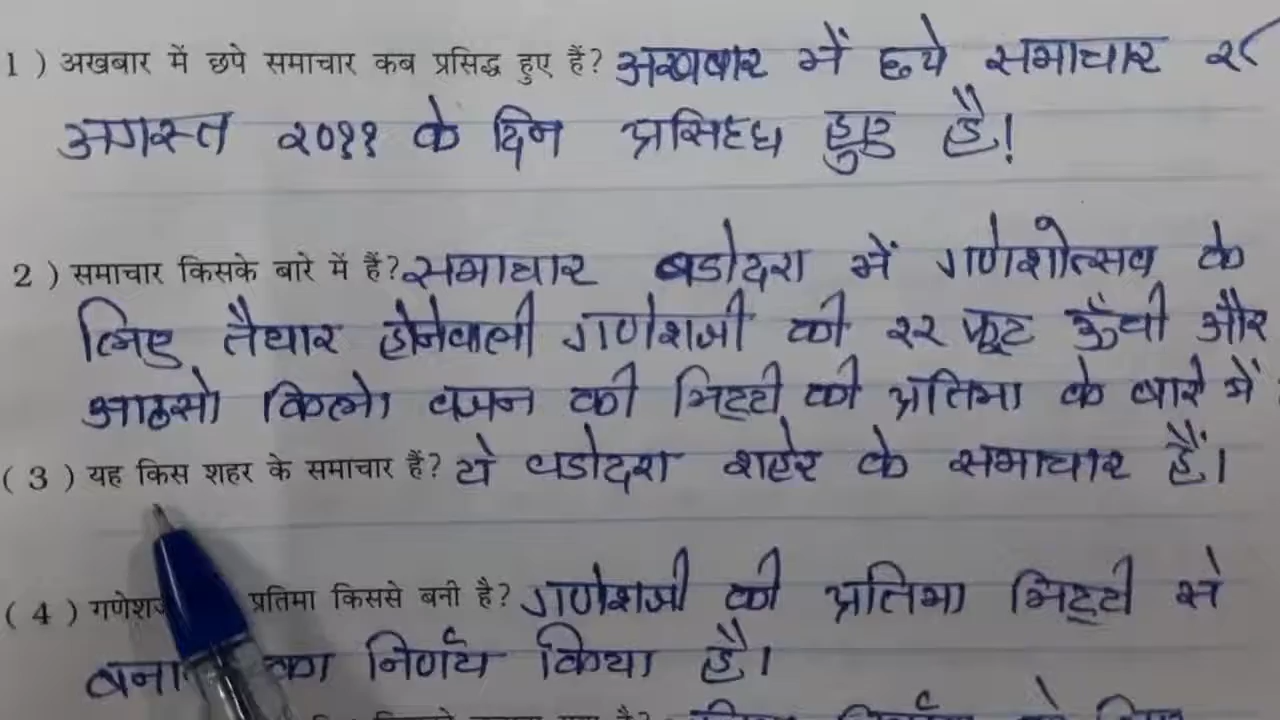 1 ) अखबार में छपे समाचार कब प्रसिद्ध हुए हैं? अखबार में छपे समाचार २८
अगस्त २०११ के दिन प्रसिध्ध हुए है।
2 ) समाचार किसके बारे में हैं? समाचार बडोदरा में गणेशोत्सव के
लिए तैयार होनेवाली गणेशजी की २२ फूट ऊँची और
आठसो किलो वजन की मिट्टी की प्रतिमा के बारे में
( 3 ) यह किस शहर के समाचार हैं? ये वडोदरा शहेर के समाचार हैं।
( 4 ) प्रतिमा किससे बनी है? गणेशजी की प्रतिमा मिट्टी से
का निर्णय किया है।